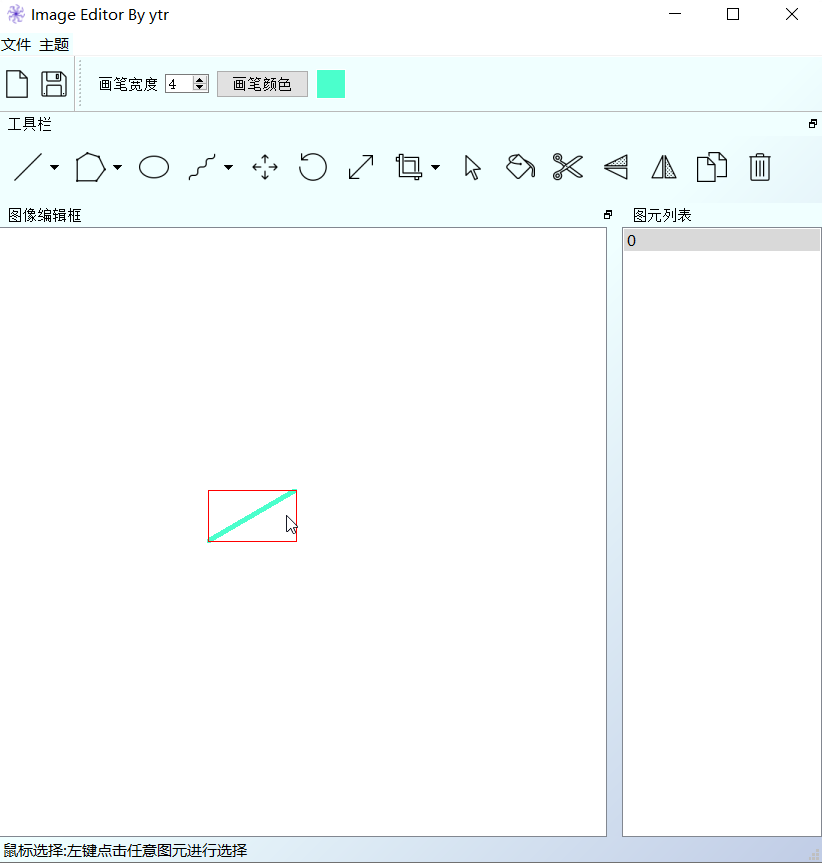 Image Editor By ytr
文件 主题
画笔宽度 4 画笔颜色
工具栏
图像编辑框 图元列表
0
鼠标选择:左键点击任意图元进行选择